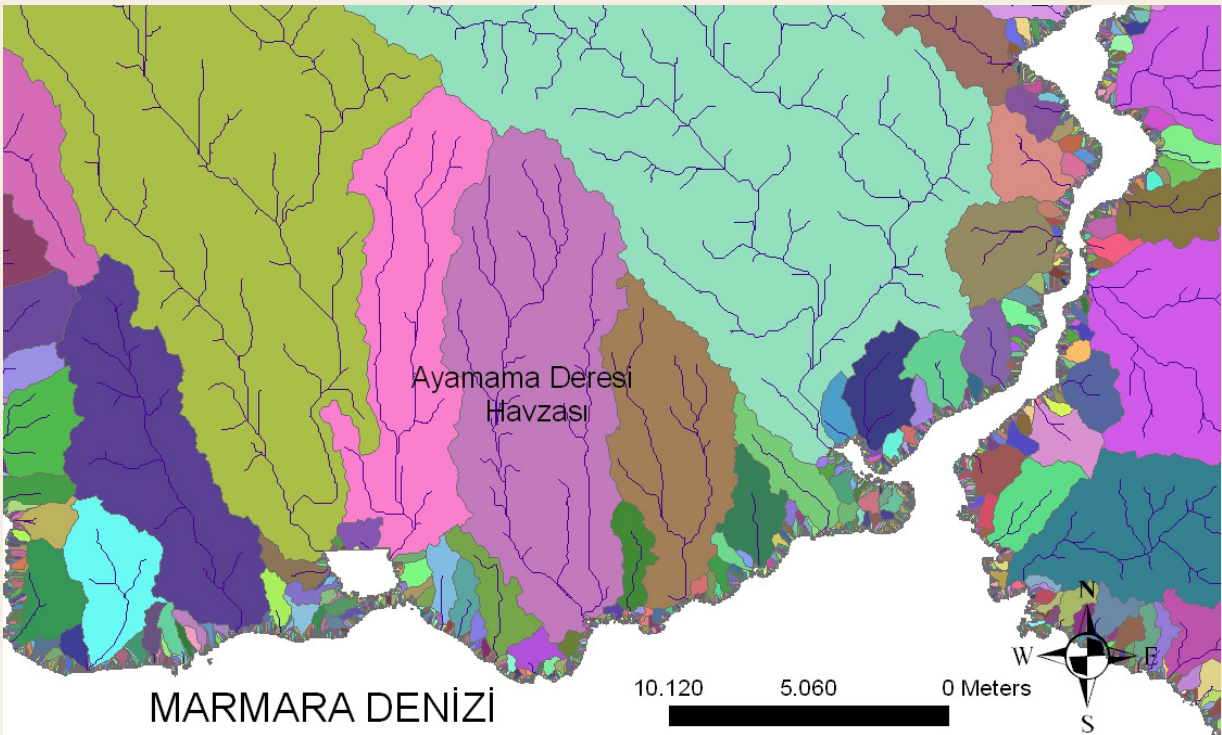 Ayamama Deresi
Havzası
N
W E
S
10.120 5.060 0 Meters
MARMARA DENİZİ